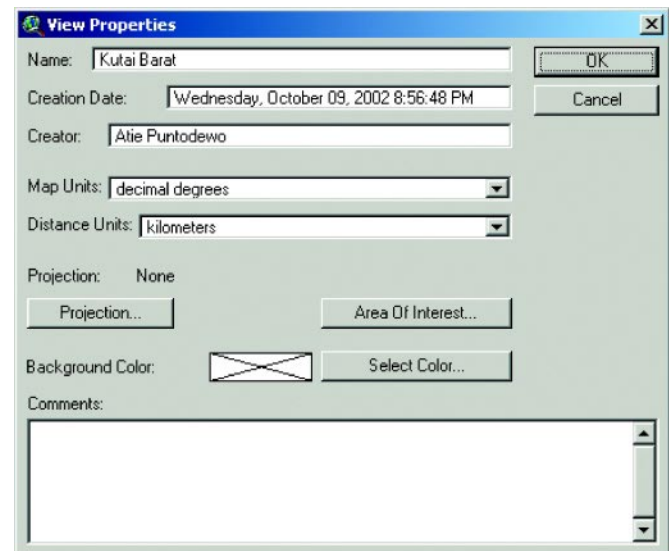 View Properties
Name: Kutai Barat
OK
Creation Date: Wednesday, October 09, 2002 8:56:48 PM
Cancel
Creator: Atie Puntodewo
Map Units: decimal degrees
Distance Units: kilometers
Projection: None
Projection... Area Of Interest...
Background Color: Select Color...
Comments: